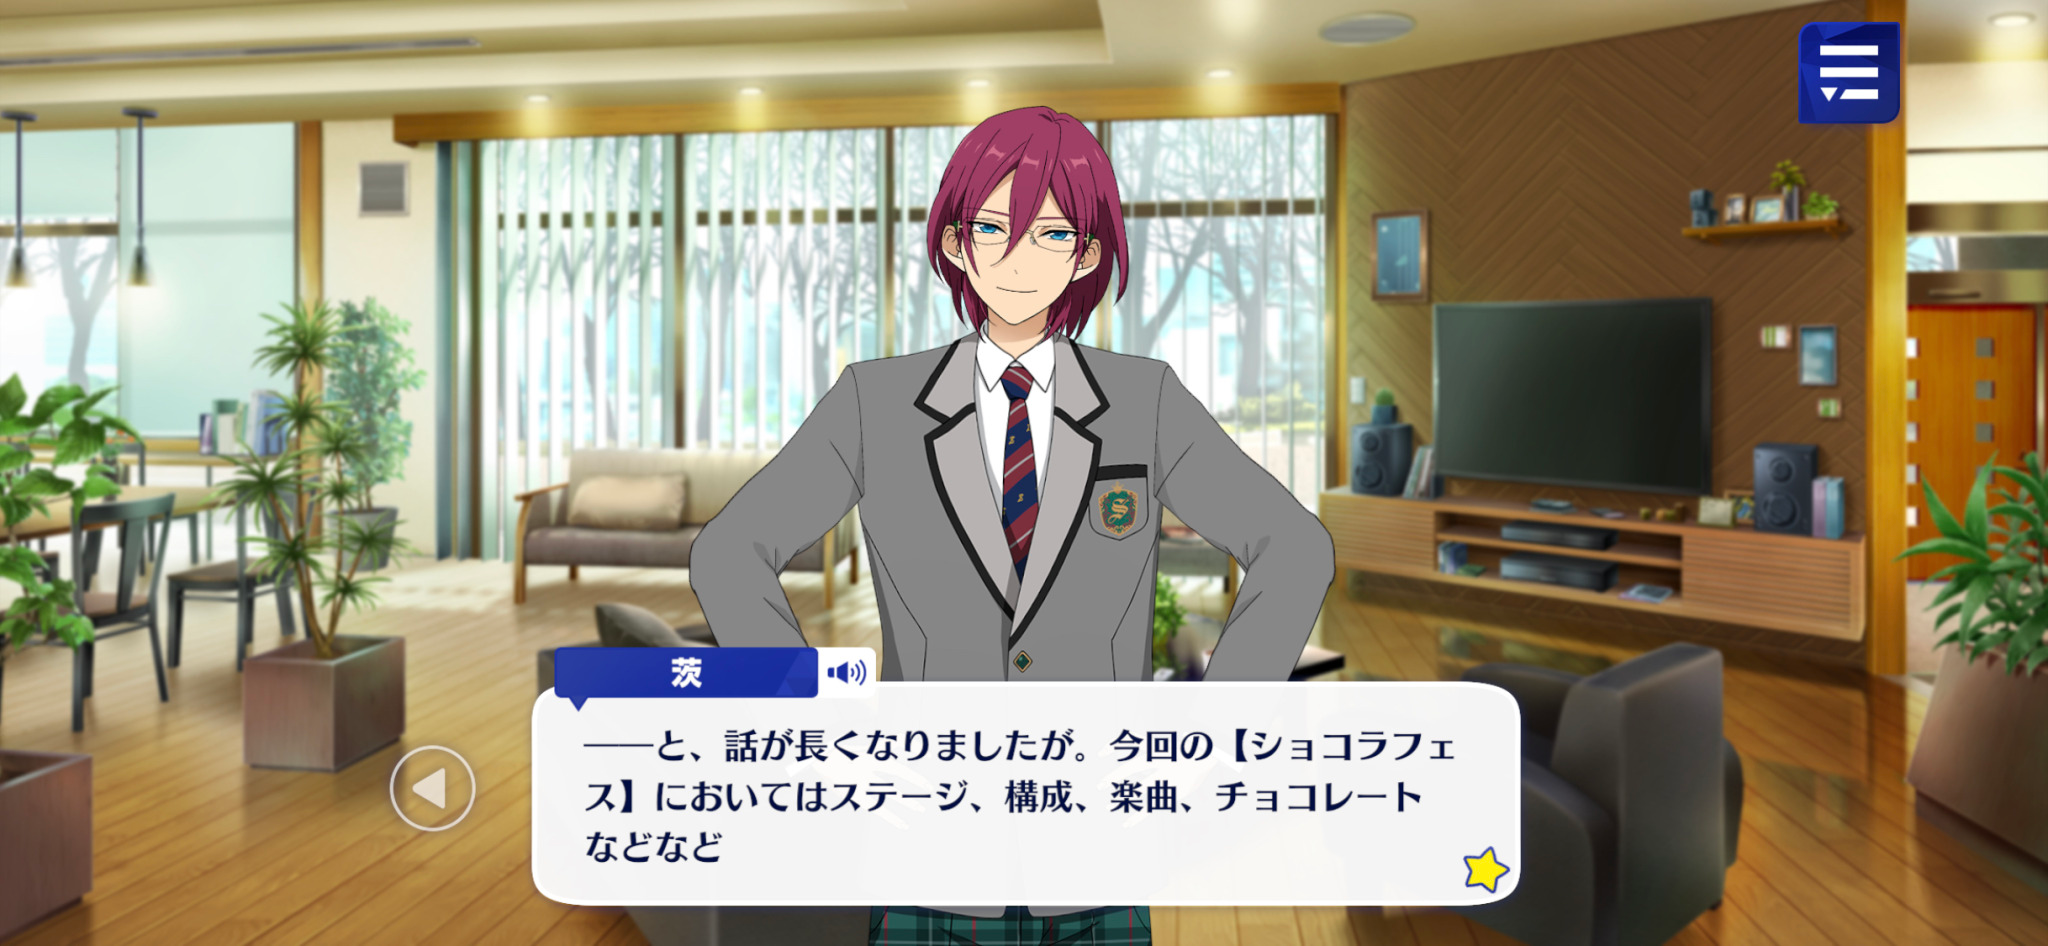 茨
――と、話が長くなりましたが。今回の【ショコラフェ
ス】においてはステージ、構成、楽曲、チョコレート
などなど
S